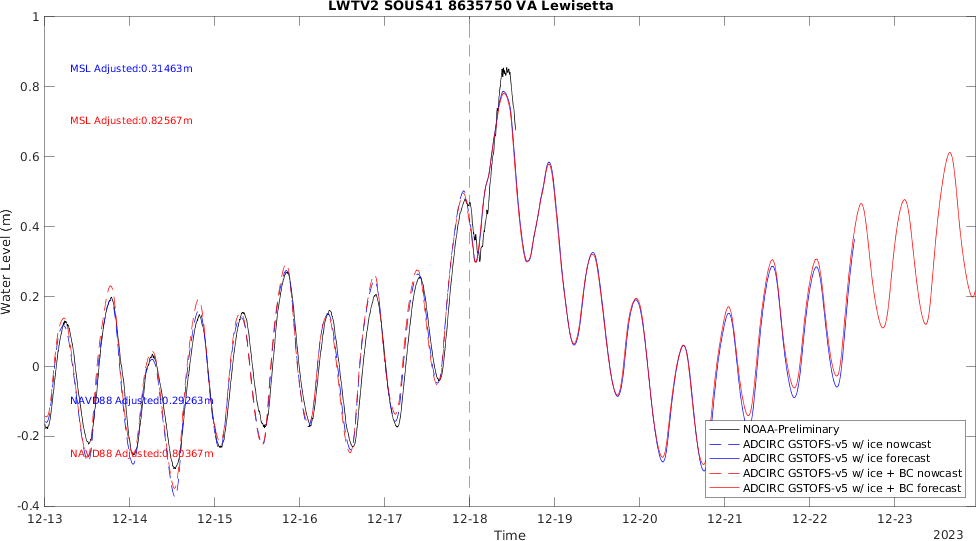 LWTV2 SOUS41 8635750 VA Lewisetta
1
MSL Adjusted:0.31463m
0.8
MSL Adjusted:0.82567m
0.6
0.4
Water Level (m)
0.2
0
NAVD88 Adjusted:0.29263m
-0.2
NAVD88 Adjusted:0.80367m
-0.4
NOAA-Preliminary
ADCIRC GSTOFS-v5 w/ ice nowcast
ADCIRC GSTOFS-v5 w/ ice forecast
ADCIRC GSTOFS-v5 w/ ice + BC nowcast
ADCIRC GSTOFS-v5 w/ ice + BC forecast
12-13 12-14 12-15 12-16 12-17 12-18 12-19 12-20 12-21 12-22 12-23
Time
2023